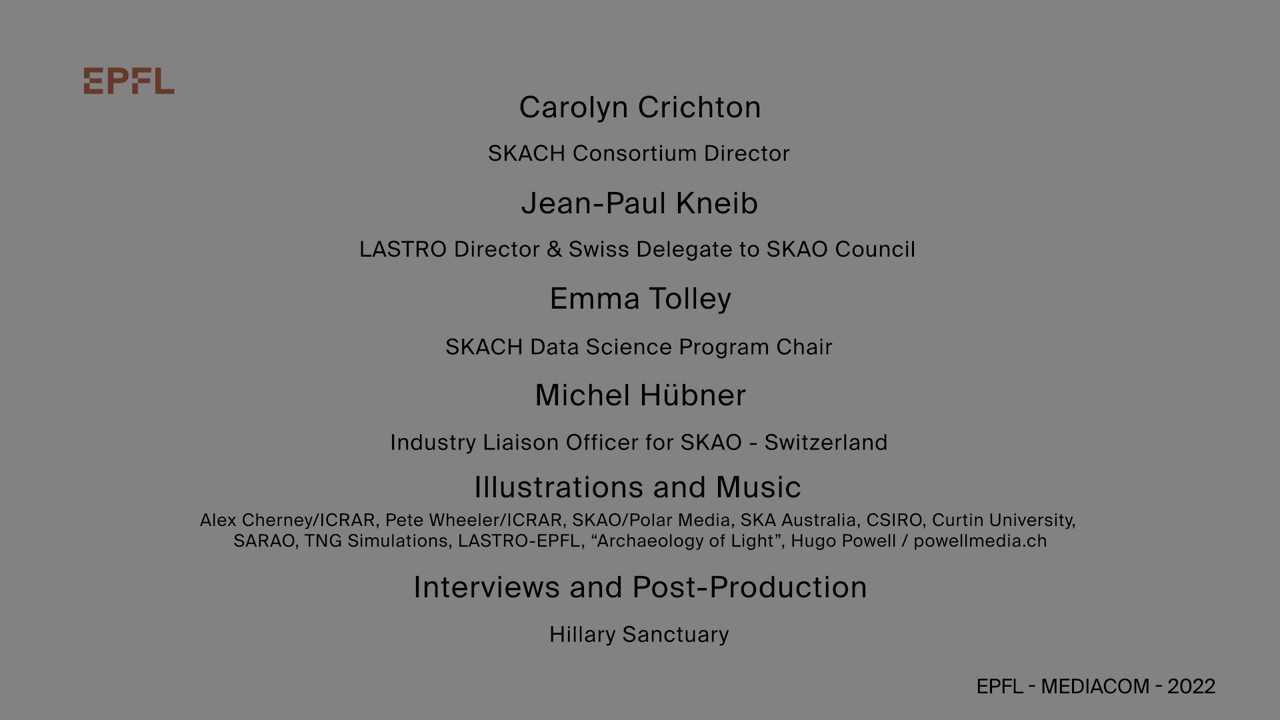 EPFL
Carolyn Crichton
SKACH Consortium Director
Jean-Paul Kneib
LASTRO Director & Swiss Delegate to SKAO Council
Emma Tolley
SKACH Data Science Program Chair
Michel Hübner
Industry Liaison Officer for SKAO - Switzerland
Illustrations and Music
Alex Cherney/ICRAR, Pete Wheeler/ICRAR, SKAO/Polar Media, SKA Australia, CSIRO, Curtin University,
SARAO, TNG Simulations, LASTRO-EPFL, “Archaeology of Light”, Hugo Powell / powellmedia.ch
Interviews and Post-Production
Hillary Sanctuary
EPFL - MEDIACOM - 2022